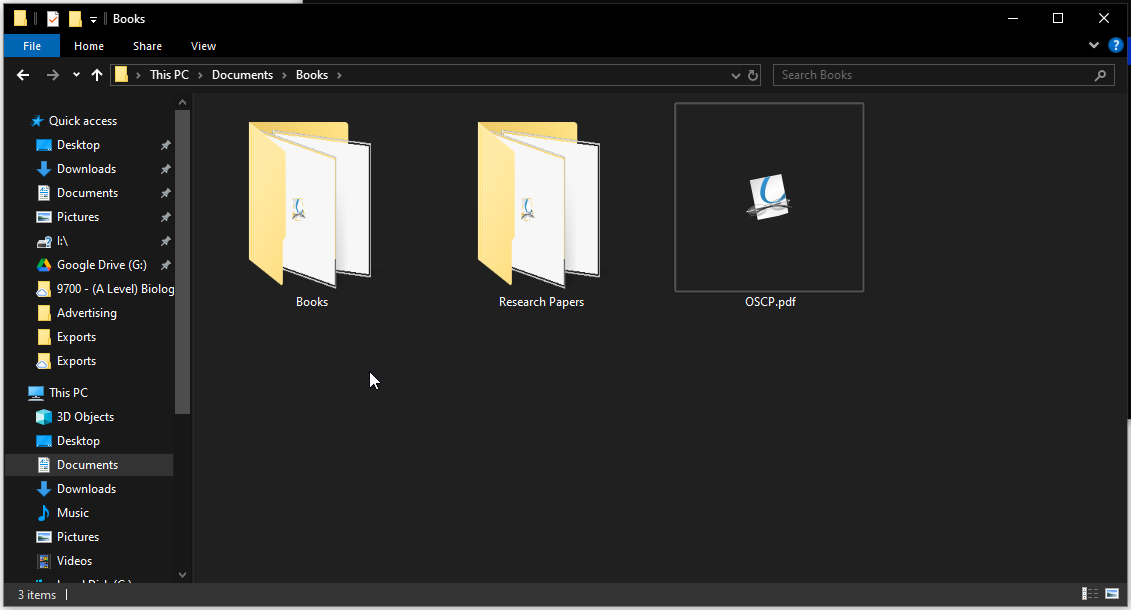 Books
File Home Share View
This PC > Documents > Books >
Search Books
Quick access
Desktop
Downloads
Documents
Pictures
I:\
Google Drive (G:)
9700 - (A Level) Biolog
Advertising
Exports
Exports
This PC
3D Objects
Desktop
Documents
Downloads
Music
Pictures
Videos
Books
Research Papers
OSCP.pdf
3 items